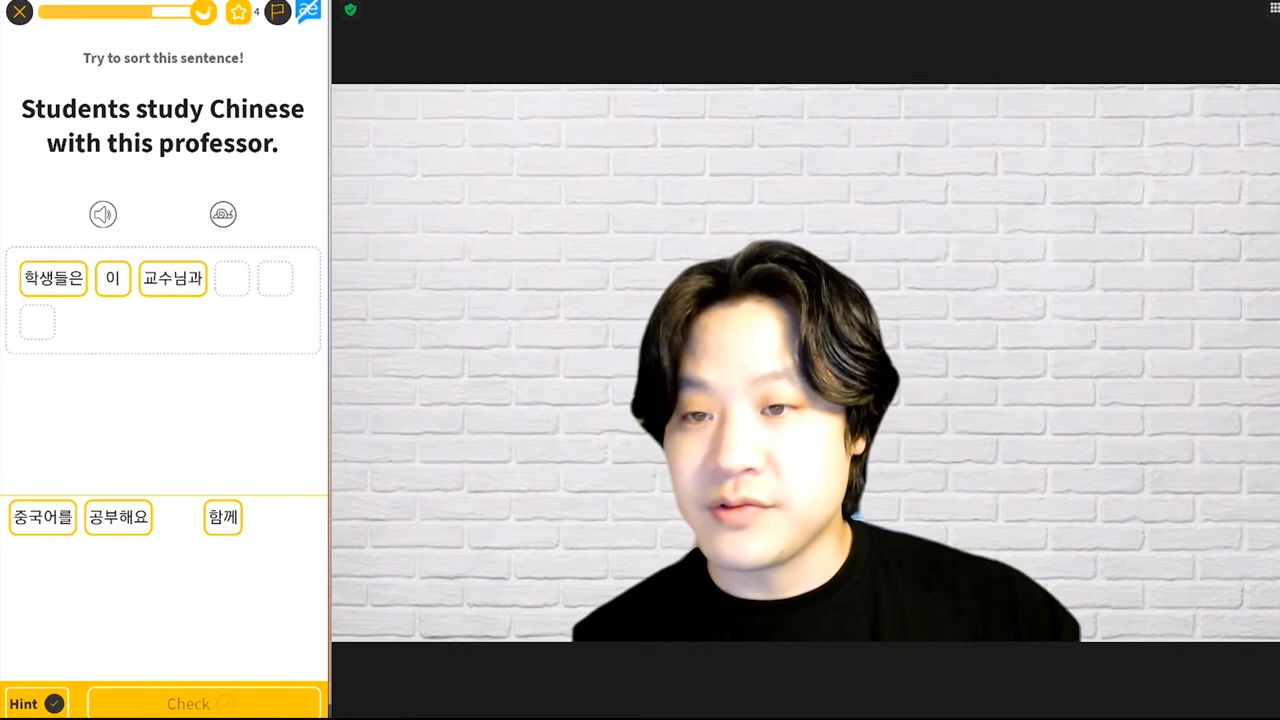 4
Try to sort this sentence!
Students study Chinese
with this professor.
학생들은 이 교수님과
중국어를 공부해요 함께
Hint Check